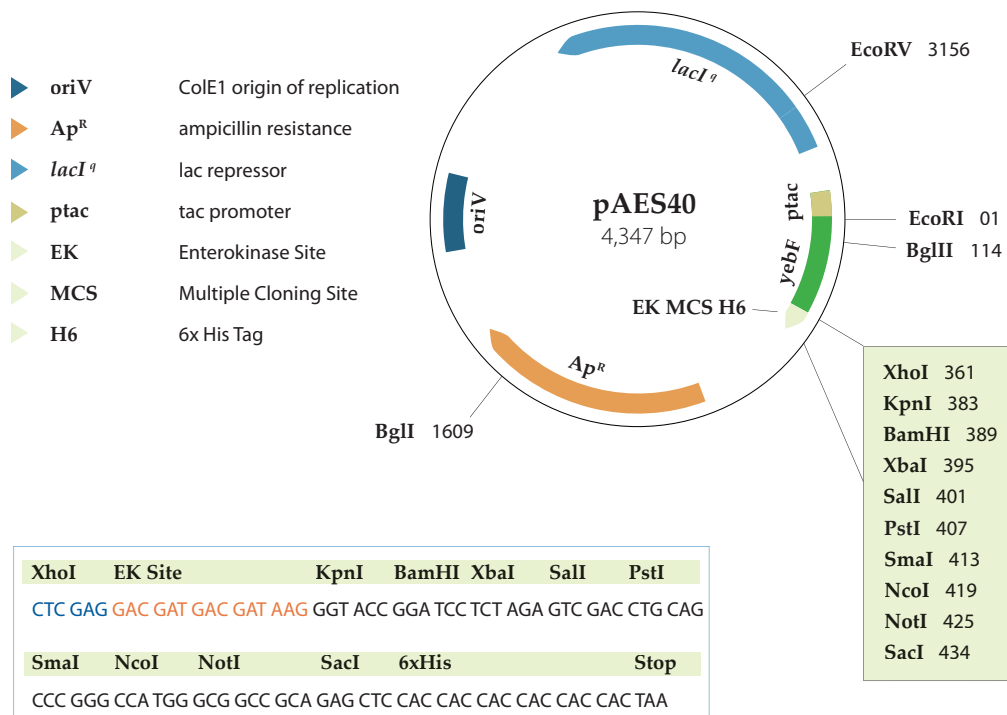 oriV ColE1 origin of replication
Apᴿ ampicillin resistance
lacI q lac repressor
ptac tac promoter
EK Enterokinase Site
MCS Multiple Cloning Site
H6 6x His Tag
lacI q
EcoRV 3156
oriV
pAES40
4,347 bp
ptac
EcoRI 01
BglII 114
yebF
EK MCS H6
Apᴿ
BglI 1609
XhoI 361
KpnI 383
BamHI 389
XbaI 395
SalI 401
PstI 407
SmaI 413
NcoI 419
NotI 425
SacI 434
XhoI EK Site KpnI BamHI XbaI SalI PstI
CTC GAG GAC GAT GAC GAT AAG GGT ACC GGA TCC TCT AGA GTC GAC CTG CAG
SmaI NcoI NotI SacI 6xHis Stop
CCC GGG CCA TGG GCG GCC GCA GAG CTC CAC CAC CAC CAC CAC CAC TAA